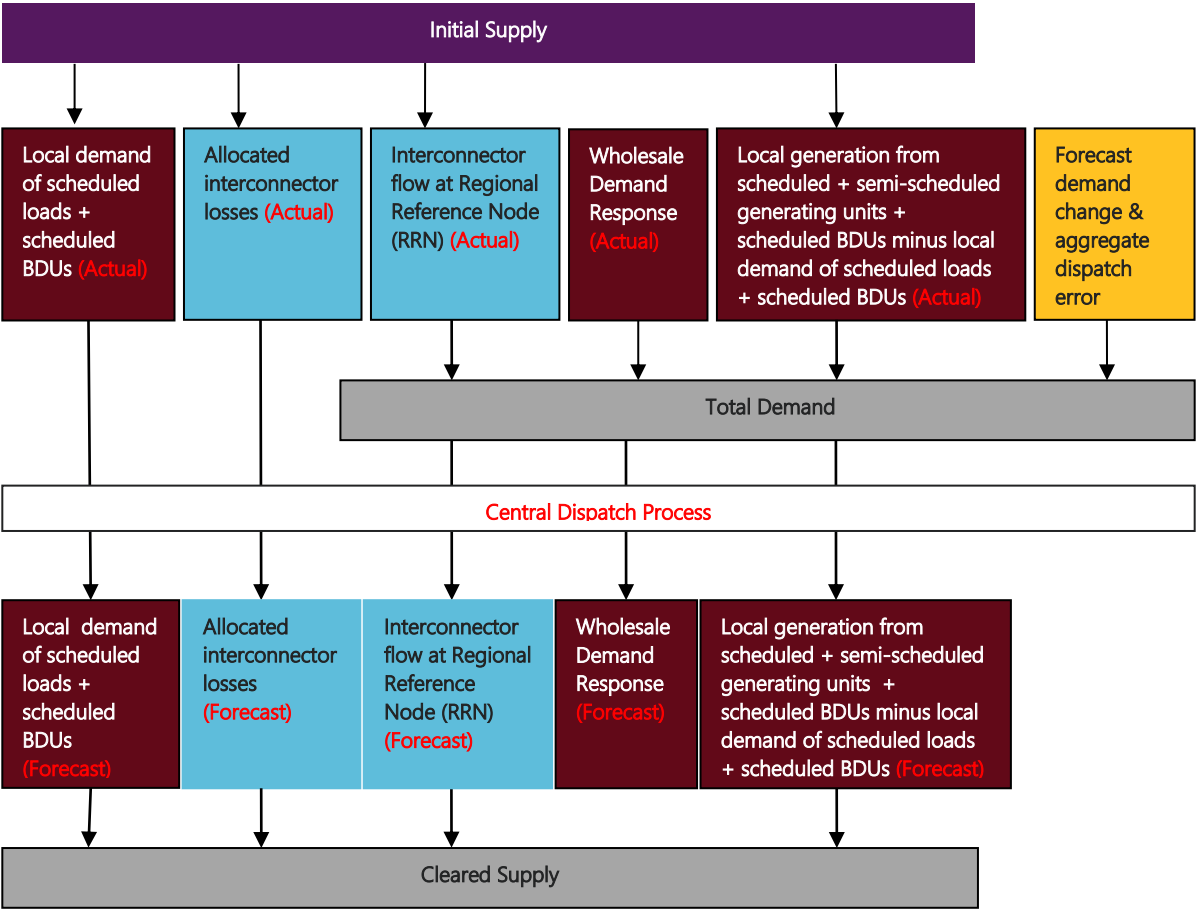 Initial Supply
Local demand
of scheduled
loads +
scheduled
BDUs (Actual)
Allocated
interconnector
losses (Actual)
Interconnector
flow at Regional
Reference Node
(RRN) (Actual)
Wholesale
Demand
Response
(Actual)
Local generation from
scheduled + semi-scheduled
generating units +
scheduled BDUs minus local
demand of scheduled loads
+ scheduled BDUs (Actual)
Forecast
demand
change &
aggregate
dispatch
error
Total Demand
Central Dispatch Process
Local demand
of scheduled
loads +
scheduled
BDUs
(Forecast)
Allocated
interconnector
losses
(Forecast)
Interconnector
flow at Regional
Reference
Node (RRN)
(Forecast)
Wholesale
Demand
Response
(Forecast)
Local generation from
scheduled + semi-scheduled
generating units +
scheduled BDUs minus local
demand of scheduled loads
+ scheduled BDUs (Forecast)
Cleared Supply